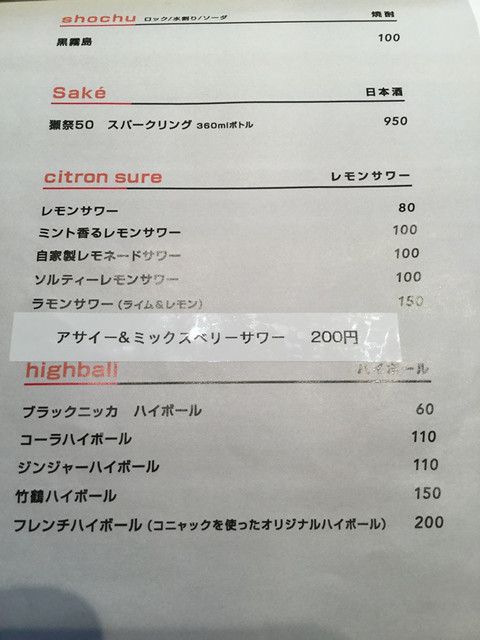 shochu ロック/水割り/ソーダ 焼酎
黒霧島 100
Saké 日本酒
獺祭50 スパークリング 360mlボトル 950
citron sure レモンサワー
レモンサワー 80
ミント香るレモンサワー 100
自家製レモネードサワー 100
ソルティーレモンサワー 100
ラモンサワー（ライム&レモン） 150
アサイー&ミックスベリーサワー 200円
highball ハイボール
ブラックニッカ ハイボール 60
コーラハイボール 110
ジンジャーハイボール 110
竹鶴ハイボール 150
フレンチハイボール（コニャックを使ったオリジナルハイボール） 200